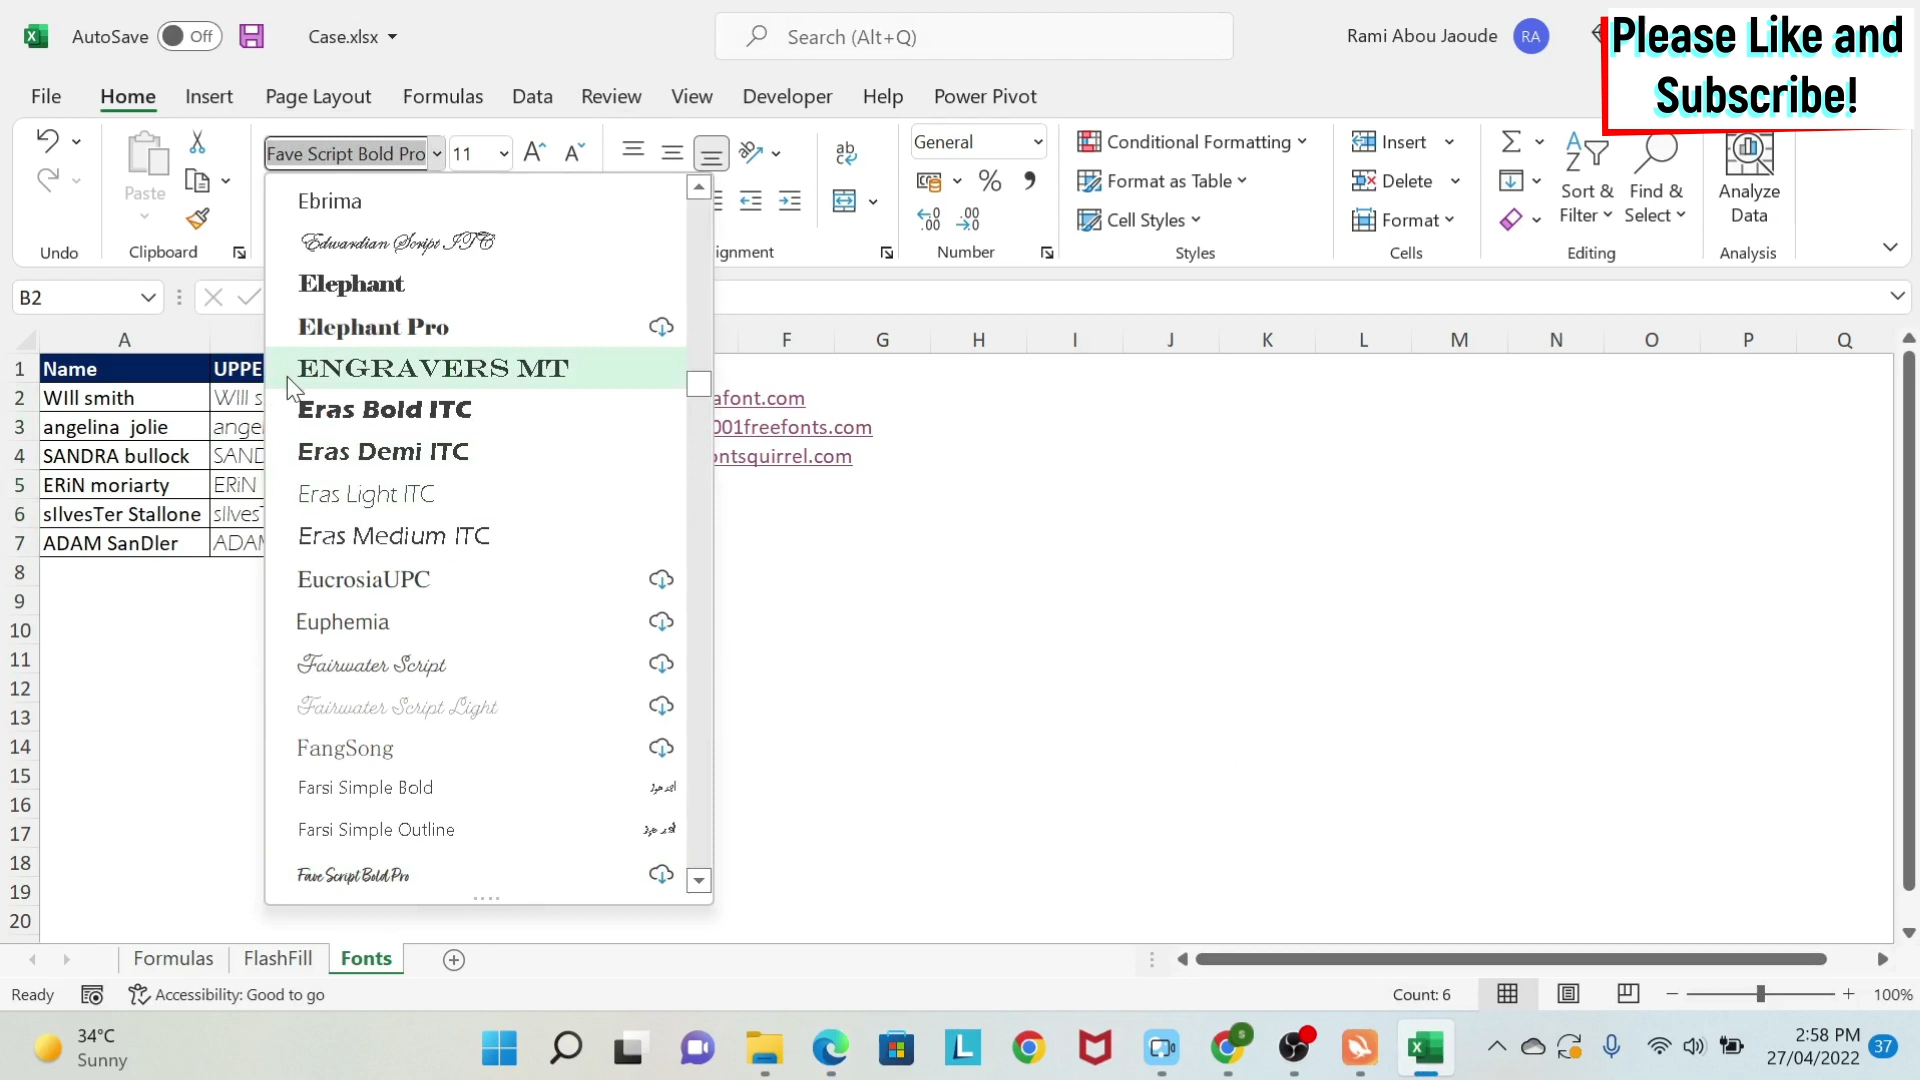 AutoSave Off Case.xlsx Search (Alt+Q) Rami Abou Jaoude RA
Please Like and
Subscribe!
File Home Insert Page Layout Formulas Data Review View Developer Help Power Pivot
Fave Script Bold Pro 11 General Conditional Formatting Insert
Paste Format as Table Delete Sort & Find & Analyze
Cell Styles Format Filter Select Data
Undo Clipboard Number Styles Cells Editing Analysis
B2
A F G H I J K L M N O P Q
1 Name
2 WIll smith
3 angelina jolie
4 SANDRA bullock
5 ERiN moriarty
6 sIlvesTer Stallone
7 ADAM SanDler
8
9
10
11
12
13
14
15
16
17
18
19
20
Ebrima
Edwardian Script ITC
Elephant
Elephant Pro
ENGRAVERS MT
Eras Bold ITC
Eras Demi ITC
Eras Light ITC
Eras Medium ITC
EucrosiaUPC
Euphemia
Fairwater Script
Fairwater Script Light
FangSong
Farsi Simple Bold
Farsi Simple Outline
Fave Script Bold Pro
afont.com
001freefonts.com
ontsquirrel.com
Formulas FlashFill Fonts
Ready Accessibility: Good to go Count: 6 100%
34°C
Sunny
2:58 PM
27/04/2022
37